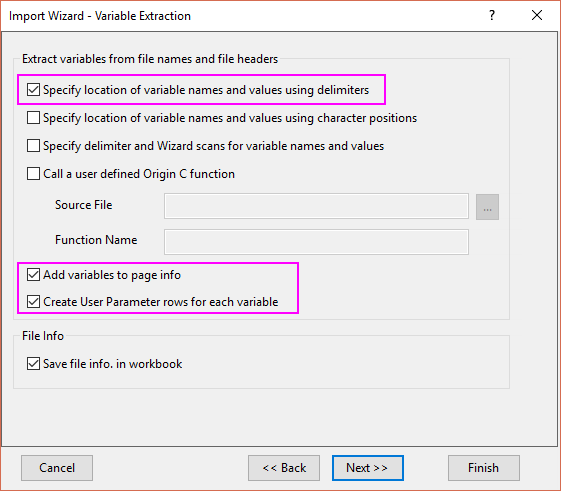 Import Wizard - Variable Extraction ?
Extract variables from file names and file headers
Specify location of variable names and values using delimiters
Specify location of variable names and values using character positions
Specify delimiter and Wizard scans for variable names and values
Call a user defined Origin C function
Source File ...
Function Name
Add variables to page info
Create User Parameter rows for each variable
File Info
Save file info. in workbook
Cancel << Back Next >> Finish